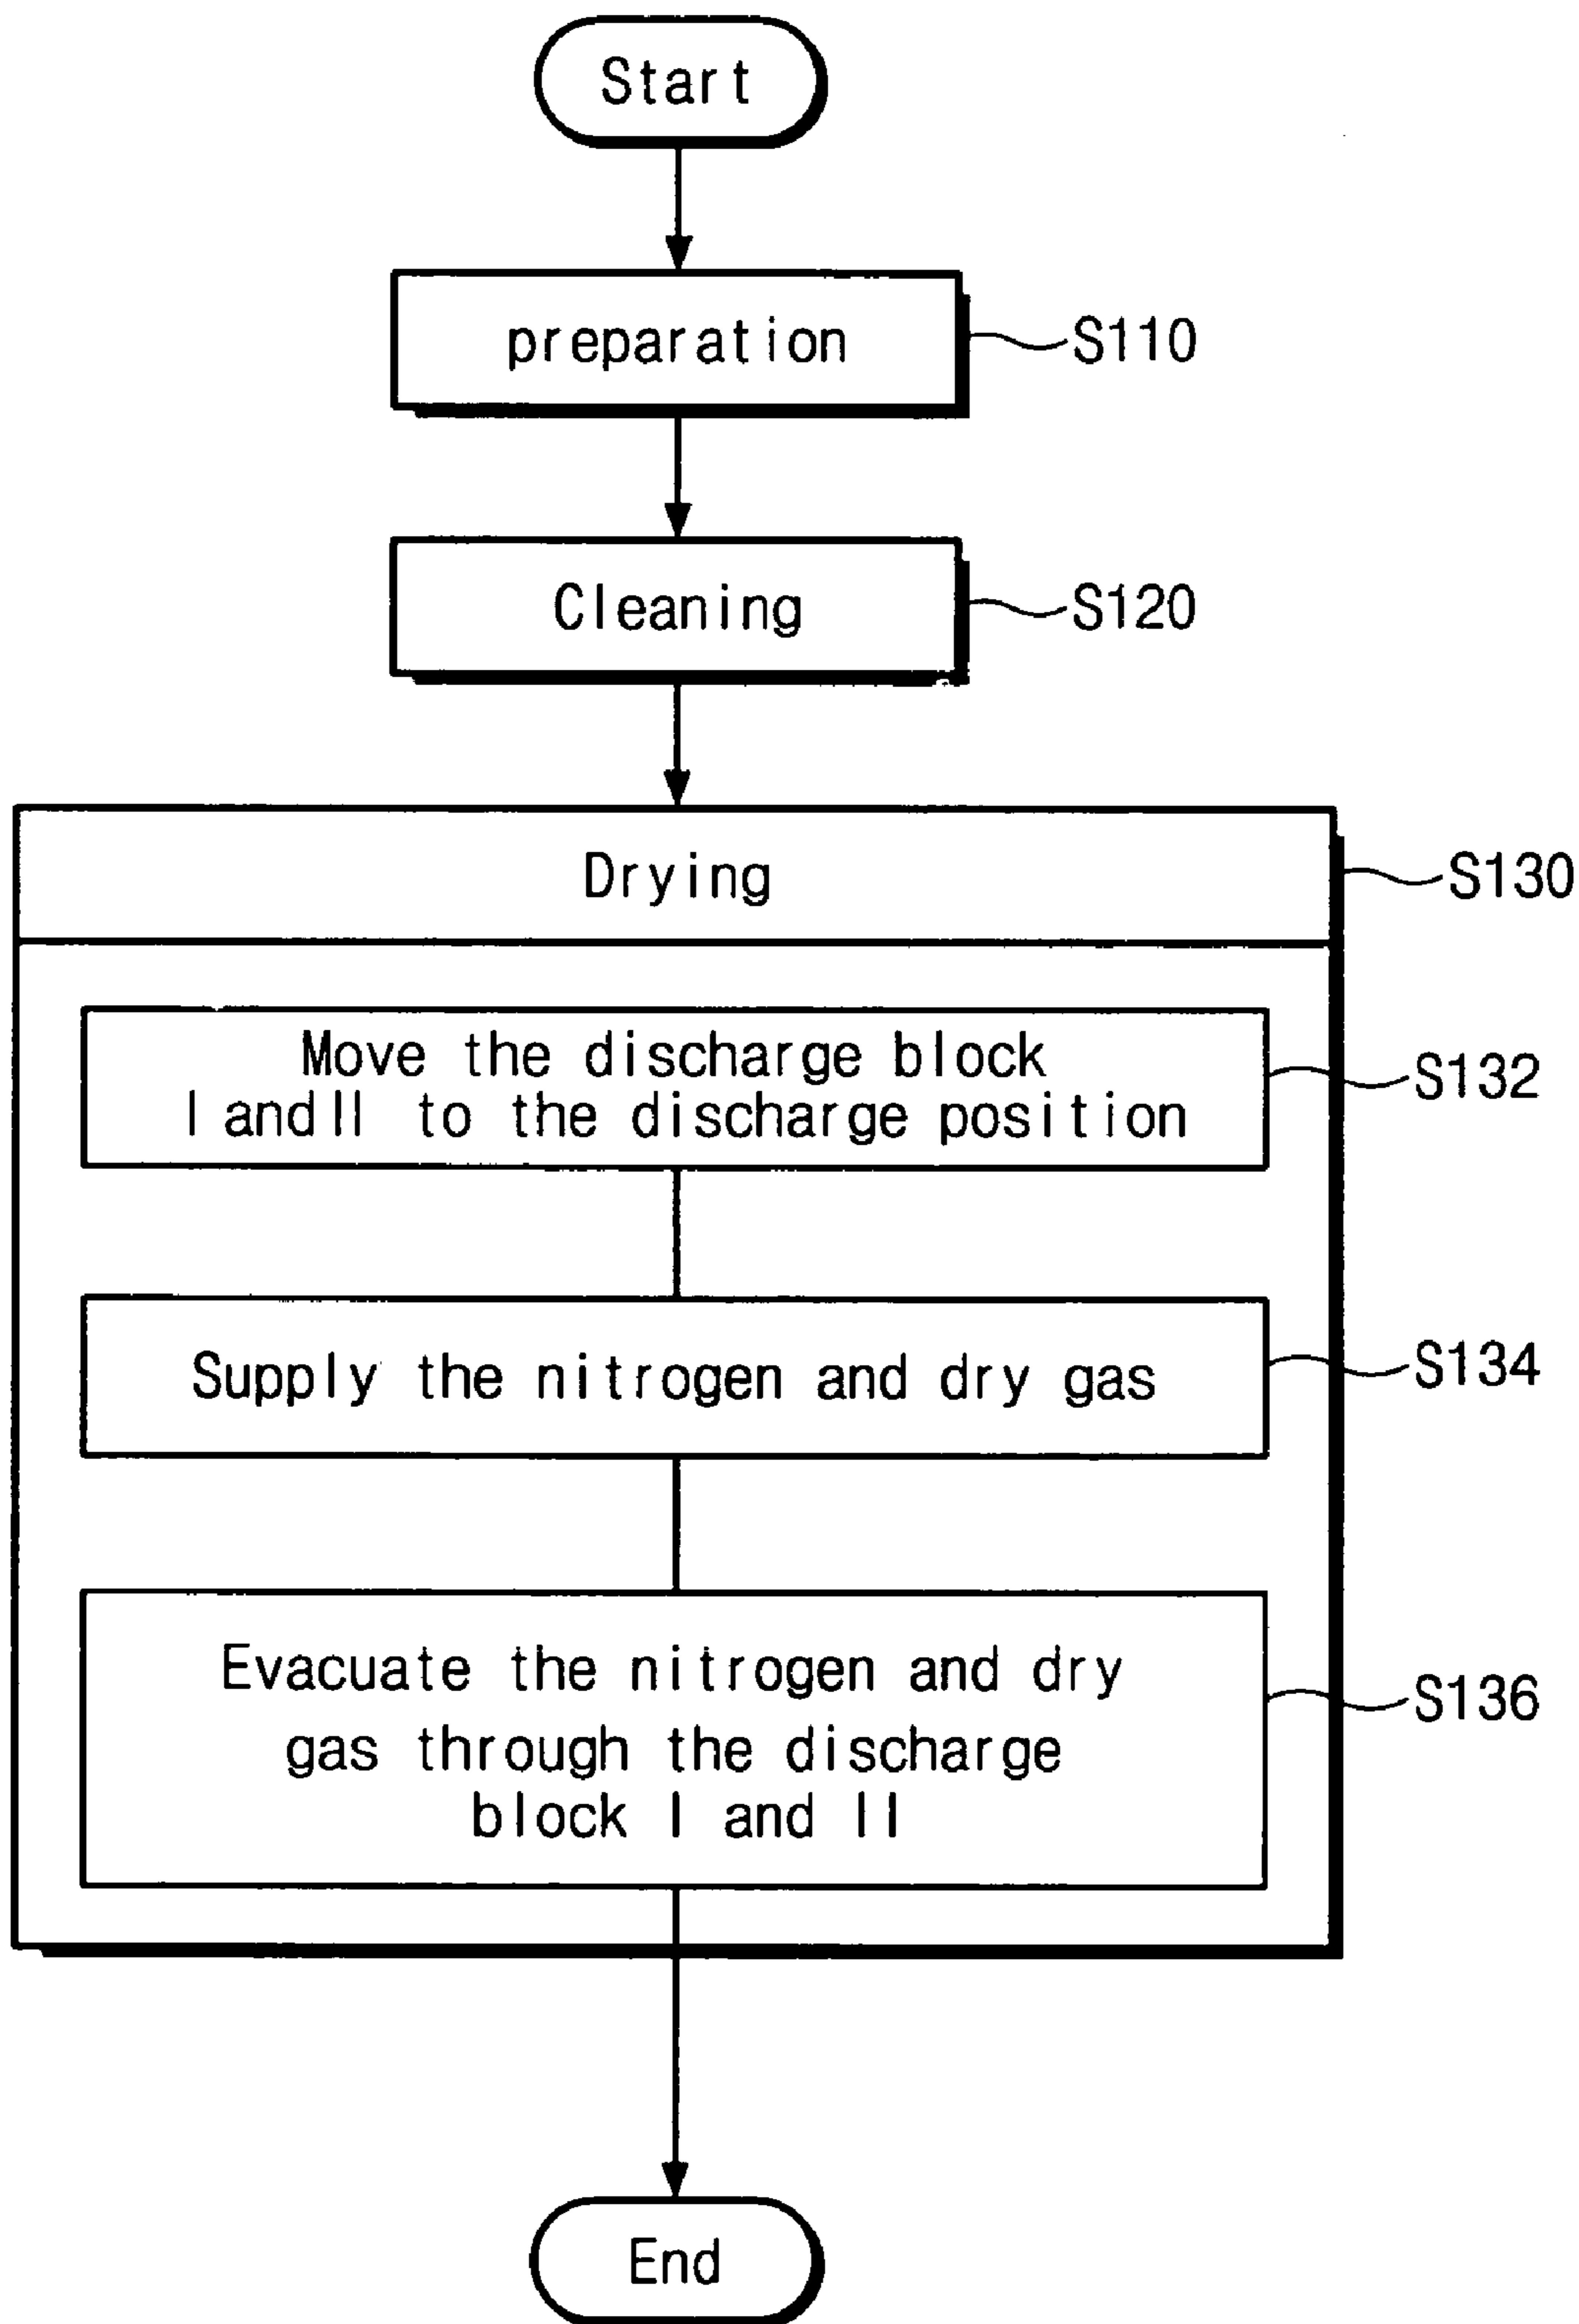 Start
preparation
S110
Cleaning
S120
Drying
S130
Move the discharge block
I and II to the discharge position
S132
Supply the nitrogen and dry gas
S134
Evacuate the nitrogen and dry
gas through the discharge
block I and II
S136
End